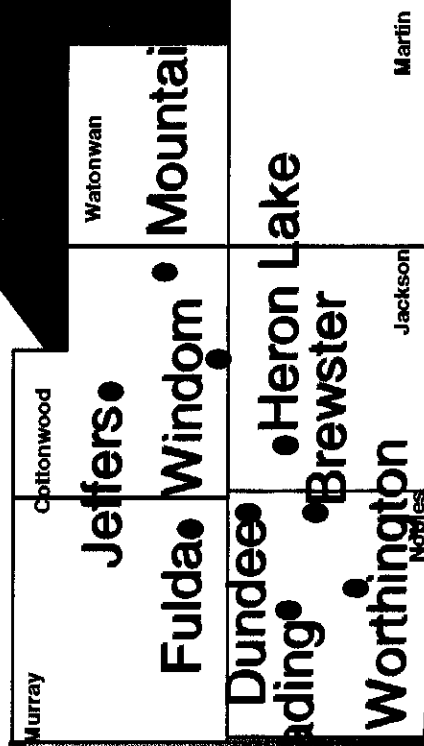 Murray
Cottonwood
Watonwan
Jeffers
Fulda
Windom
Mountai
Dundee
Heron Lake
ading
Brewster
Worthington
Nobles
Jackson
Martin